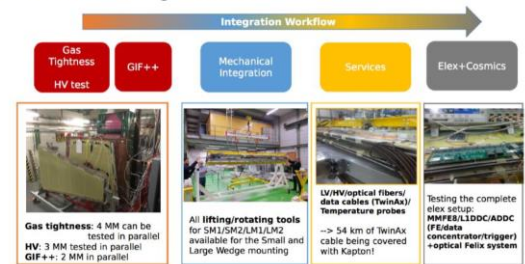 Integration Workflow
Gas
Tightness
HV test
GIF++
Mechanical
Integration
Services
Elex+Cosmics
Gas tightness: 4 MM can be
tested in parallel
HV: 3 MM tested in parallel
GIF++: 2 MM in parallel
All lifting/rotating tools
for SM1/SM2/LM1/LM2
available for the Small and
Large Wedge mounting
LV/HV/optical fibers/
data cables (TwinAx)/
Temperature probes
--> 54 km of TwinAx
cable being covered
with Kapton!
Testing the complete
elex setup:
MMFE8/L1DDC/ADDC
(FE/data
concentrator/trigger)
+optical Felix system